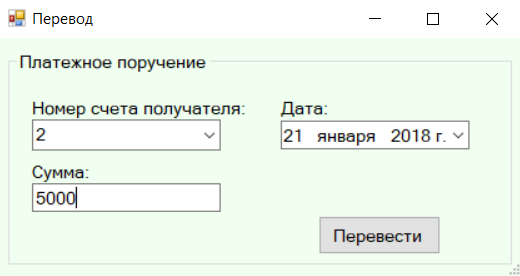 Перевод
Платежное поручение
Номер счета получателя:
Дата:
2
21 января 2018 г.
Сумма:
5000
Перевести